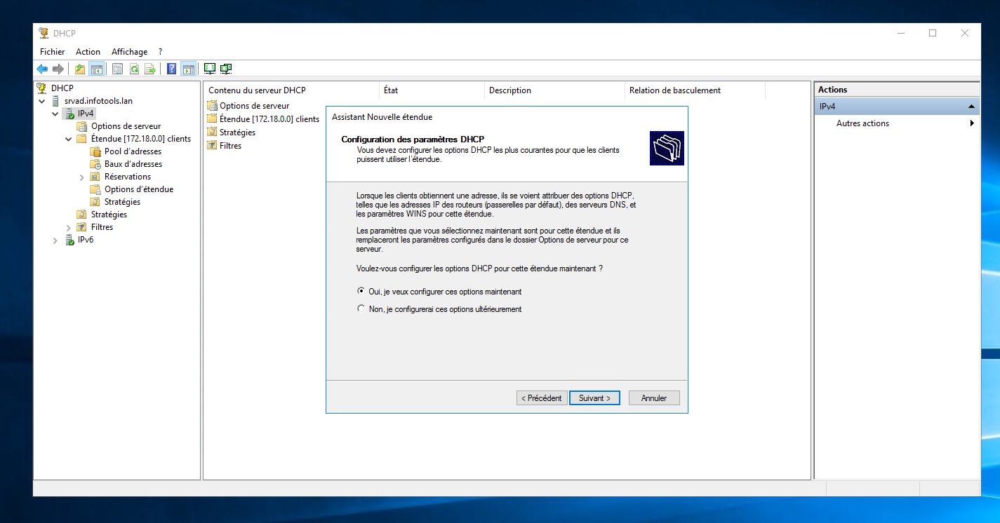 DHCP
Fichier Action Affichage ?
DHCP
srvad.infotools.lan
IPv4
Options de serveur
Étendue [172.18.0.0] clients
Pool d'adresses
Baux d'adresses
Réservations
Options d'étendue
Stratégies
Stratégies
Filtres
IPv6
Contenu du serveur DHCP État Description Relation de basculement
Options de serveur
Étendue [172.18.0.0] clients
Stratégies
Filtres
Assistant Nouvelle étendue
Configuration des paramètres DHCP
Vous devez configurer les options DHCP les plus courantes pour que les clients
puissent utiliser l'étendue.
Lorsque les clients obtiennent une adresse, ils se voient attribuer des options DHCP,
telles que les adresses IP des routeurs (passerelles par défaut), des serveurs DNS, et
les paramètres WINS pour cette étendue.
Les paramètres que vous sélectionnez maintenant sont pour cette étendue et ils
remplaceront les paramètres configurés dans le dossier Options de serveur pour ce
serveur.
Voulez-vous configurer les options DHCP pour cette étendue maintenant ?
Oui, je veux configurer ces options maintenant
Non, je configurerai ces options ultérieurement
< Précédent Suivant > Annuler
Actions
IPv4
Autres actions